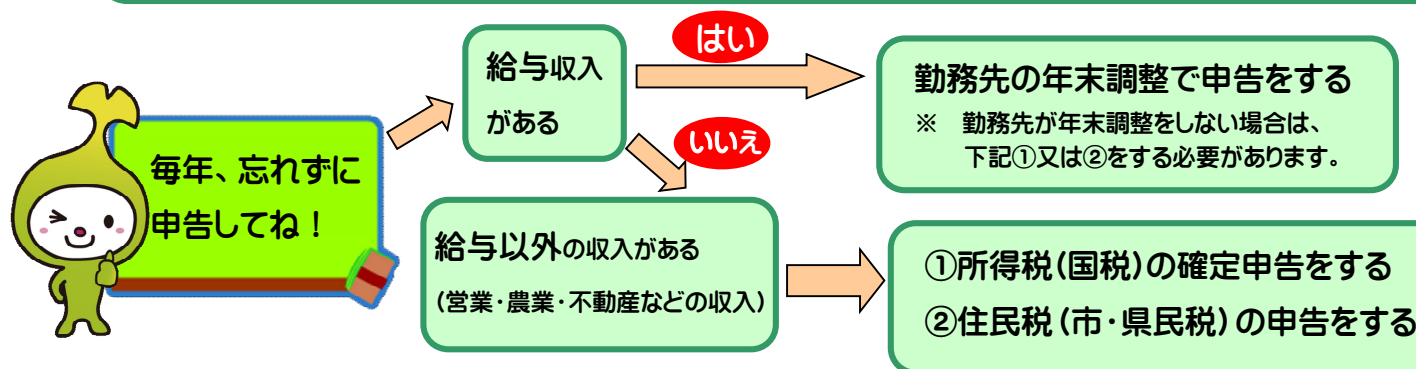 毎年、忘れずに
申告してね！
給与収入
がある
はい
いいえ
勤務先の年末調整で申告をする
※　勤務先が年末調整をしない場合は、
下記①又は②をする必要があります。
給与以外の収入がある
（営業・農業・不動産などの収入）
①所得税（国税）の確定申告をする
②住民税（市・県民税）の申告をする